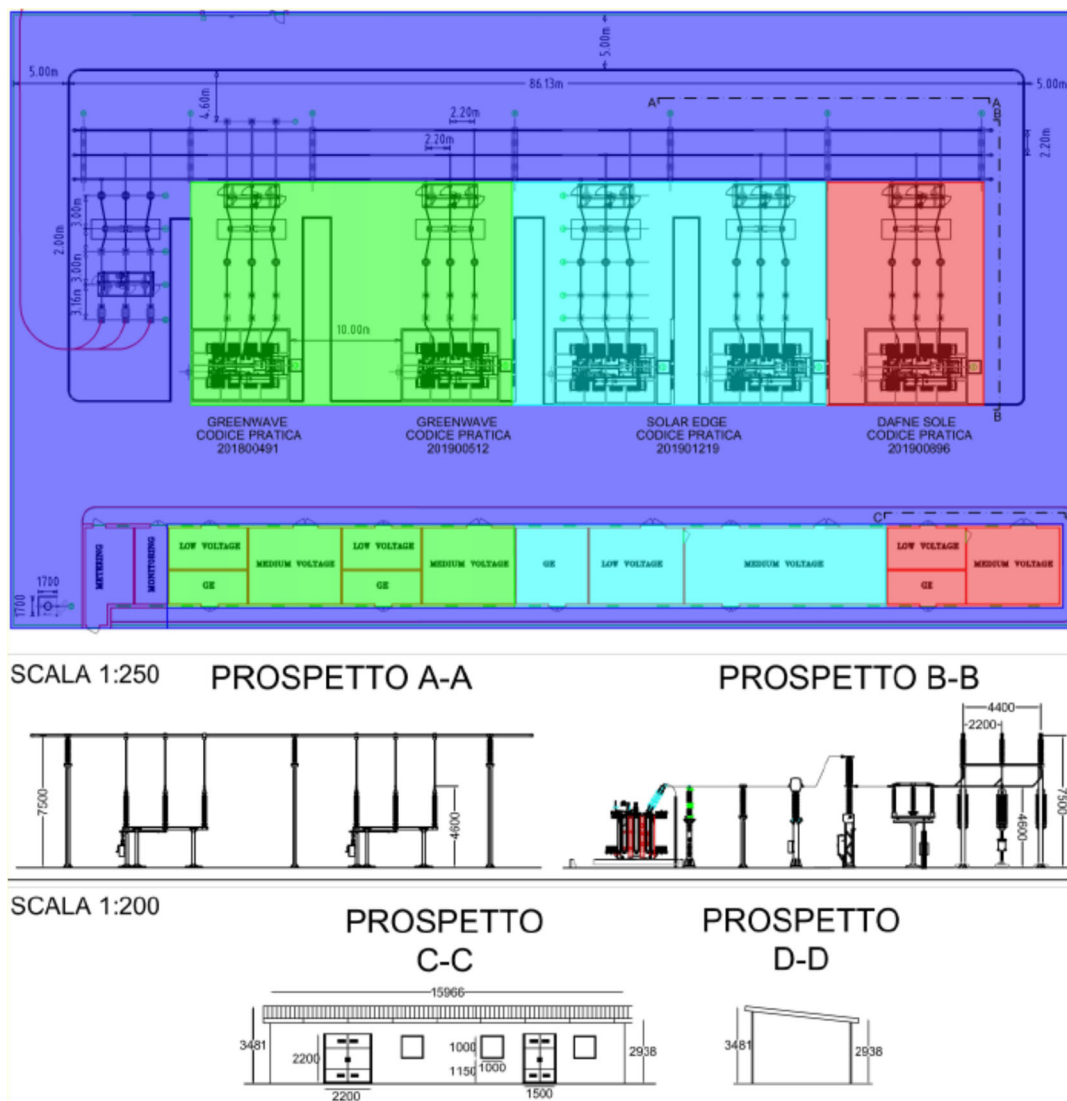 5.00m
5.00m
86.13m
5.00m
4.60m
A
A
B
2.20m
2.20m
2.20m
3.00m
2.00m
3.00m
3.16m
10.00m
B
GREENWAVE
CODICE PRATICA
201800491
GREENWAVE
CODICE PRATICA
201900512
SOLAR EDGE
CODICE PRATICA
201901219
DAFNE SOLE
CODICE PRATICA
201900896
C
METERING
MONITORING
LOW VOLTAGE
GE
MEDIUM VOLTAGE
LOW VOLTAGE
GE
MEDIUM VOLTAGE
GE
LOW VOLTAGE
MEDIUM VOLTAGE
LOW VOLTAGE
GE
MEDIUM VOLTAGE
1700
1700
SCALA 1:250
PROSPETTO A-A
PROSPETTO B-B
7500
4600
4400
2200
4600
7500
SCALA 1:200
PROSPETTO
C-C
PROSPETTO
D-D
15966
3481
2200
1000
1150
1000
2938
2200
1500
3481
2938